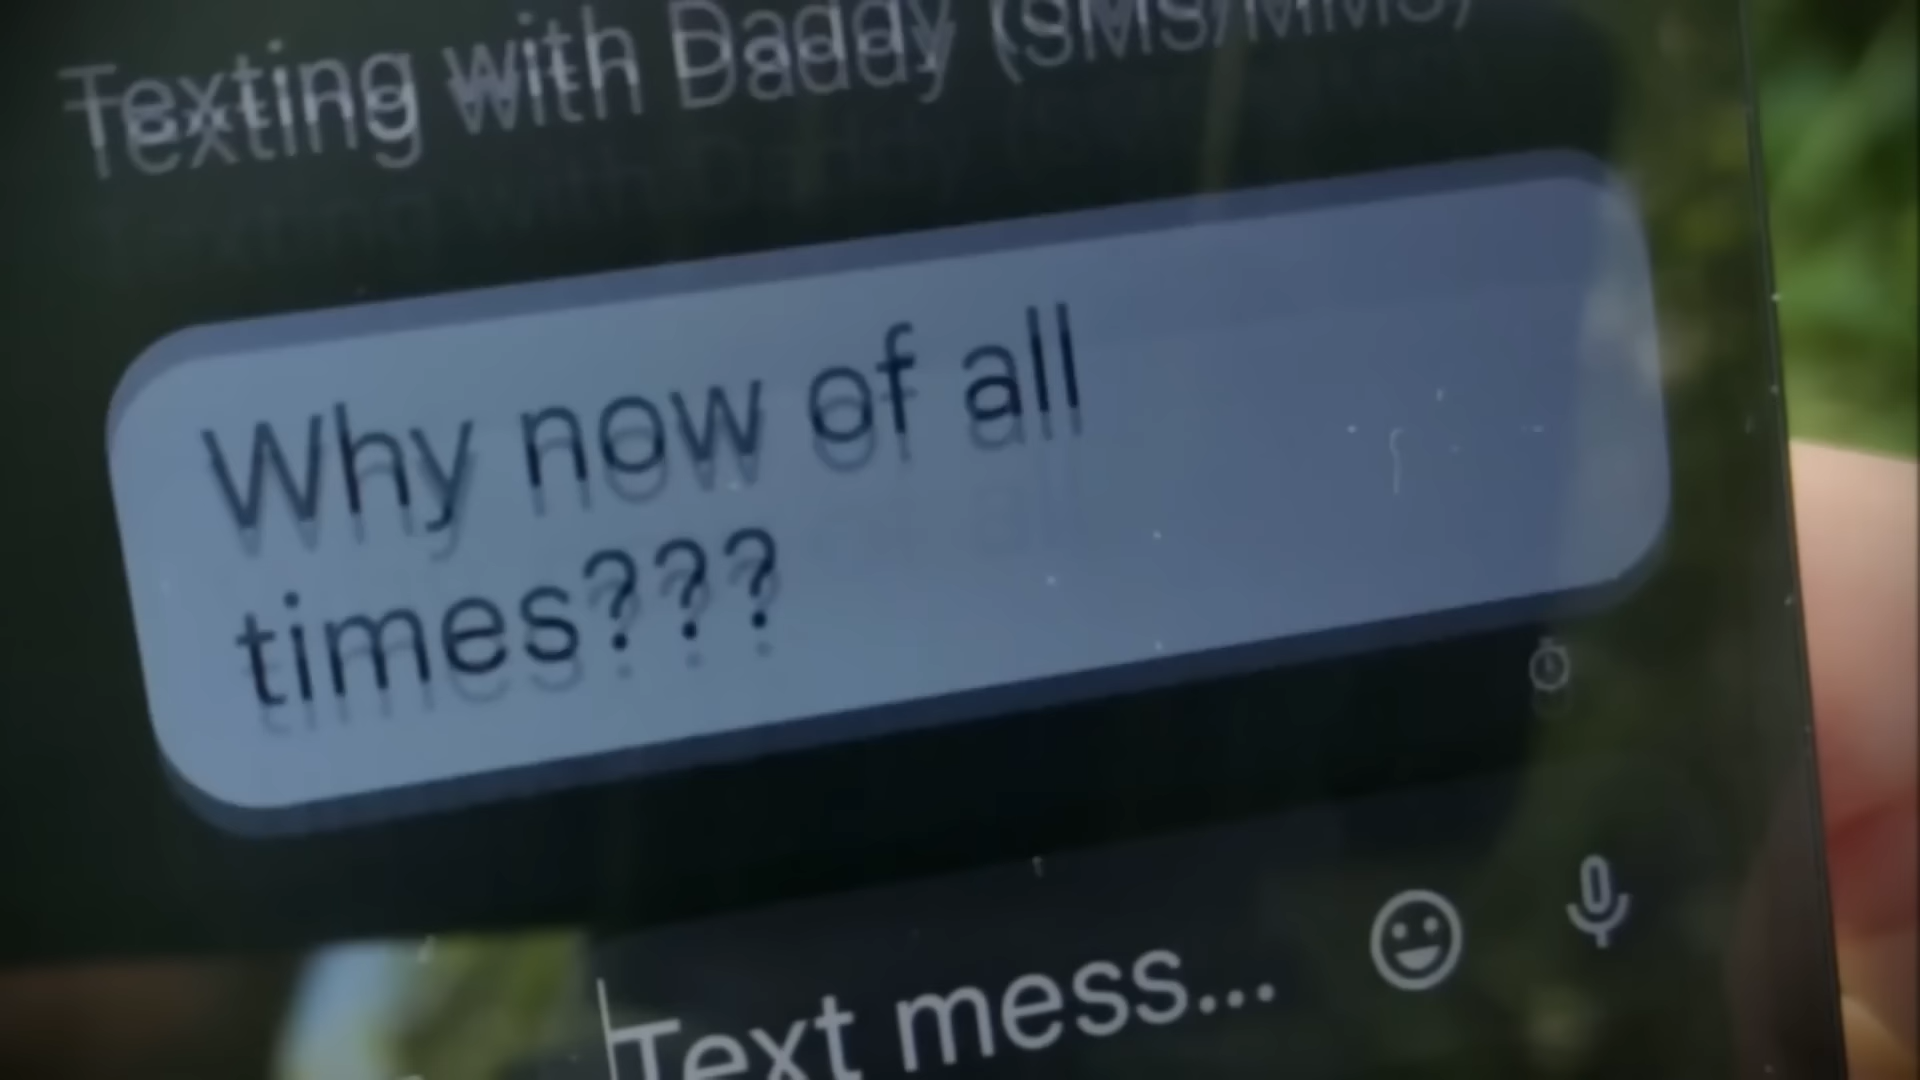 Texting with Daddy (SMS/MMS)
Why now of all
times???
Text mess...